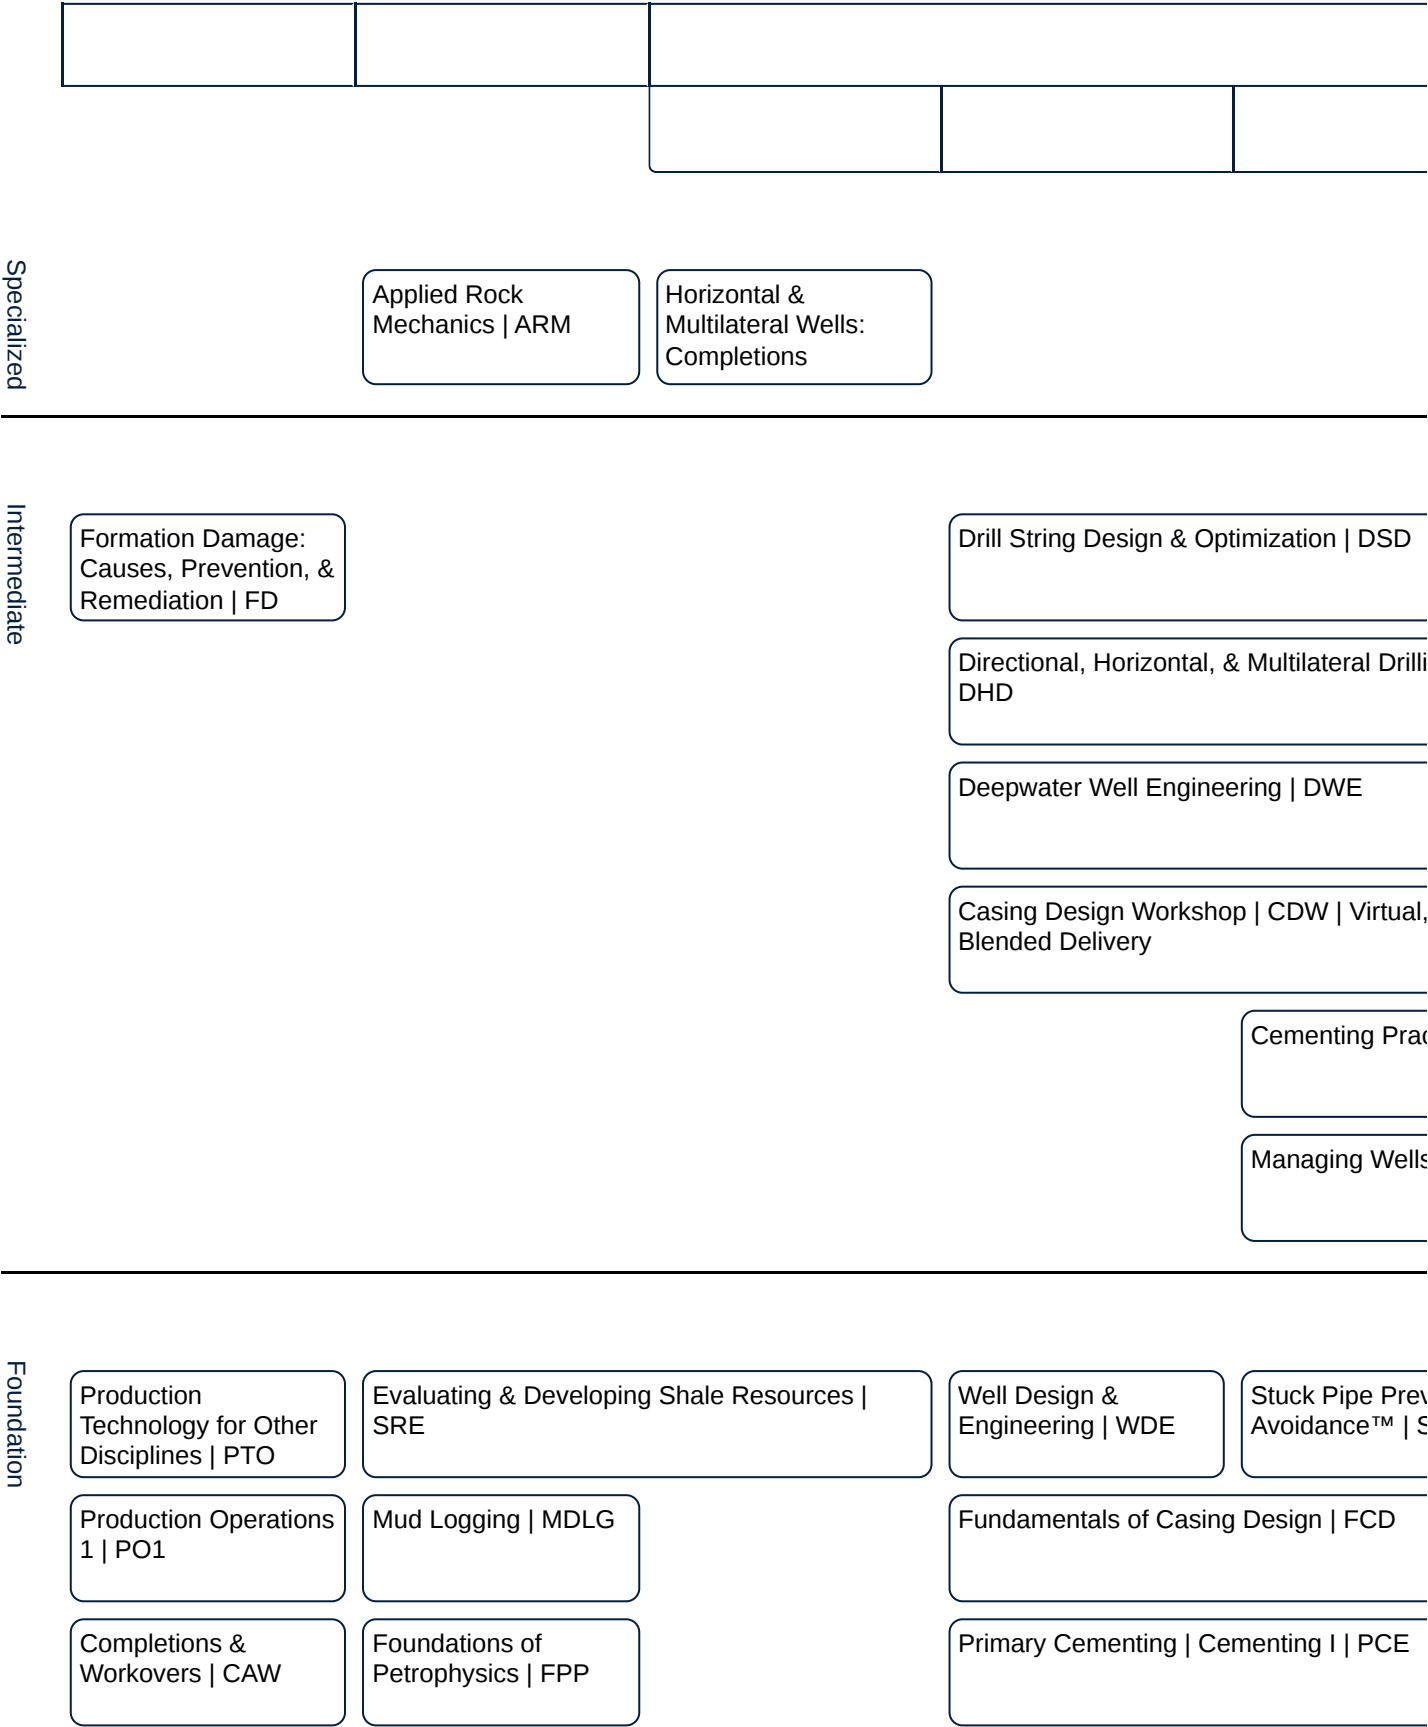 Specialized
Applied Rock
Mechanics | ARM
Horizontal &
Multilateral Wells:
Completions
Intermediate
Formation Damage:
Causes, Prevention, &
Remediation | FD
Drill String Design & Optimization | DSD
Directional, Horizontal, & Multilateral
DHD
Deepwater Well Engineering | DWE
Casing Design Workshop | CDW | Virtual,
Blended Delivery
Cementing
Managing Wells
Foundation
Production
Technology for Other
Disciplines | PTO
Evaluating & Developing Shale Resources |
SRE
Well Design &
Engineering | WDE
Stuck Pipe
Avoidance™ |
Production Operations
1 | PO1
Mud Logging | MDLG
Fundamentals of Casing Design | FCD
Completions &
Workovers | CAW
Foundations of
Petrophysics | FPP
Primary Cementing | Cementing I | PCE